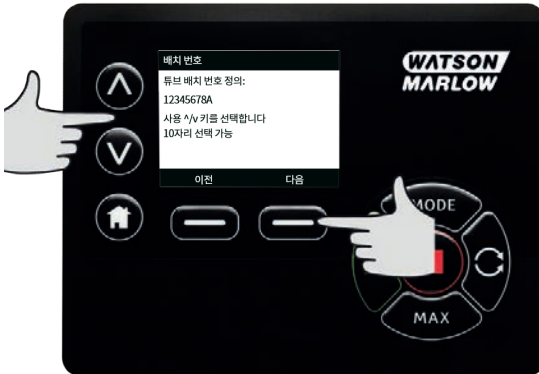 배치 번호
튜브 배치 번호 정의:
12345678A
사용 ^/v 키를 선택합니다
10자리 선택 가능
이전 다음
WATSON
MARLOW
MODE
MAX